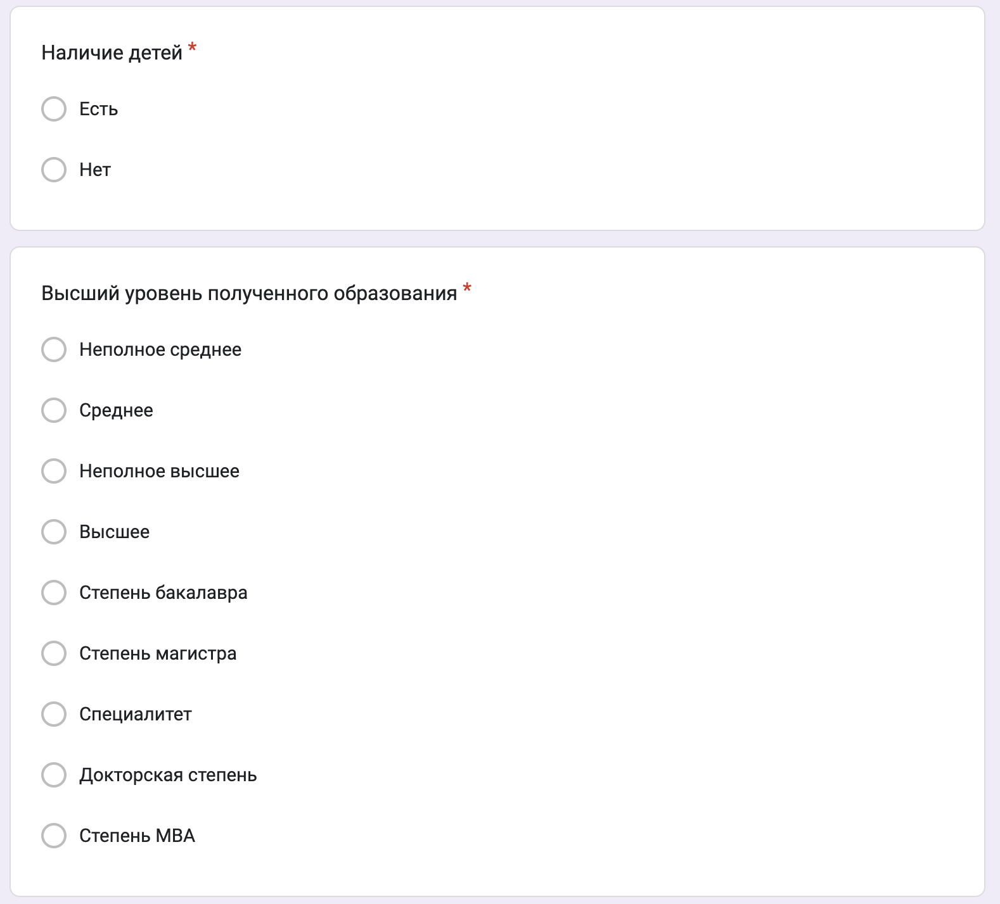 Наличие детей *
Есть
Нет
Высший уровень полученного образования *
Неполное среднее
Среднее
Неполное высшее
Высшее
Степень бакалавра
Степень магистра
Специалитет
Докторская степень
Степень MBA